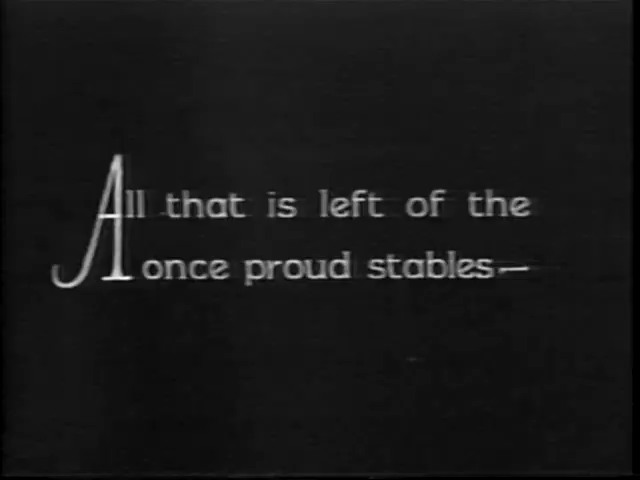 All that is left of the
once proud stables—